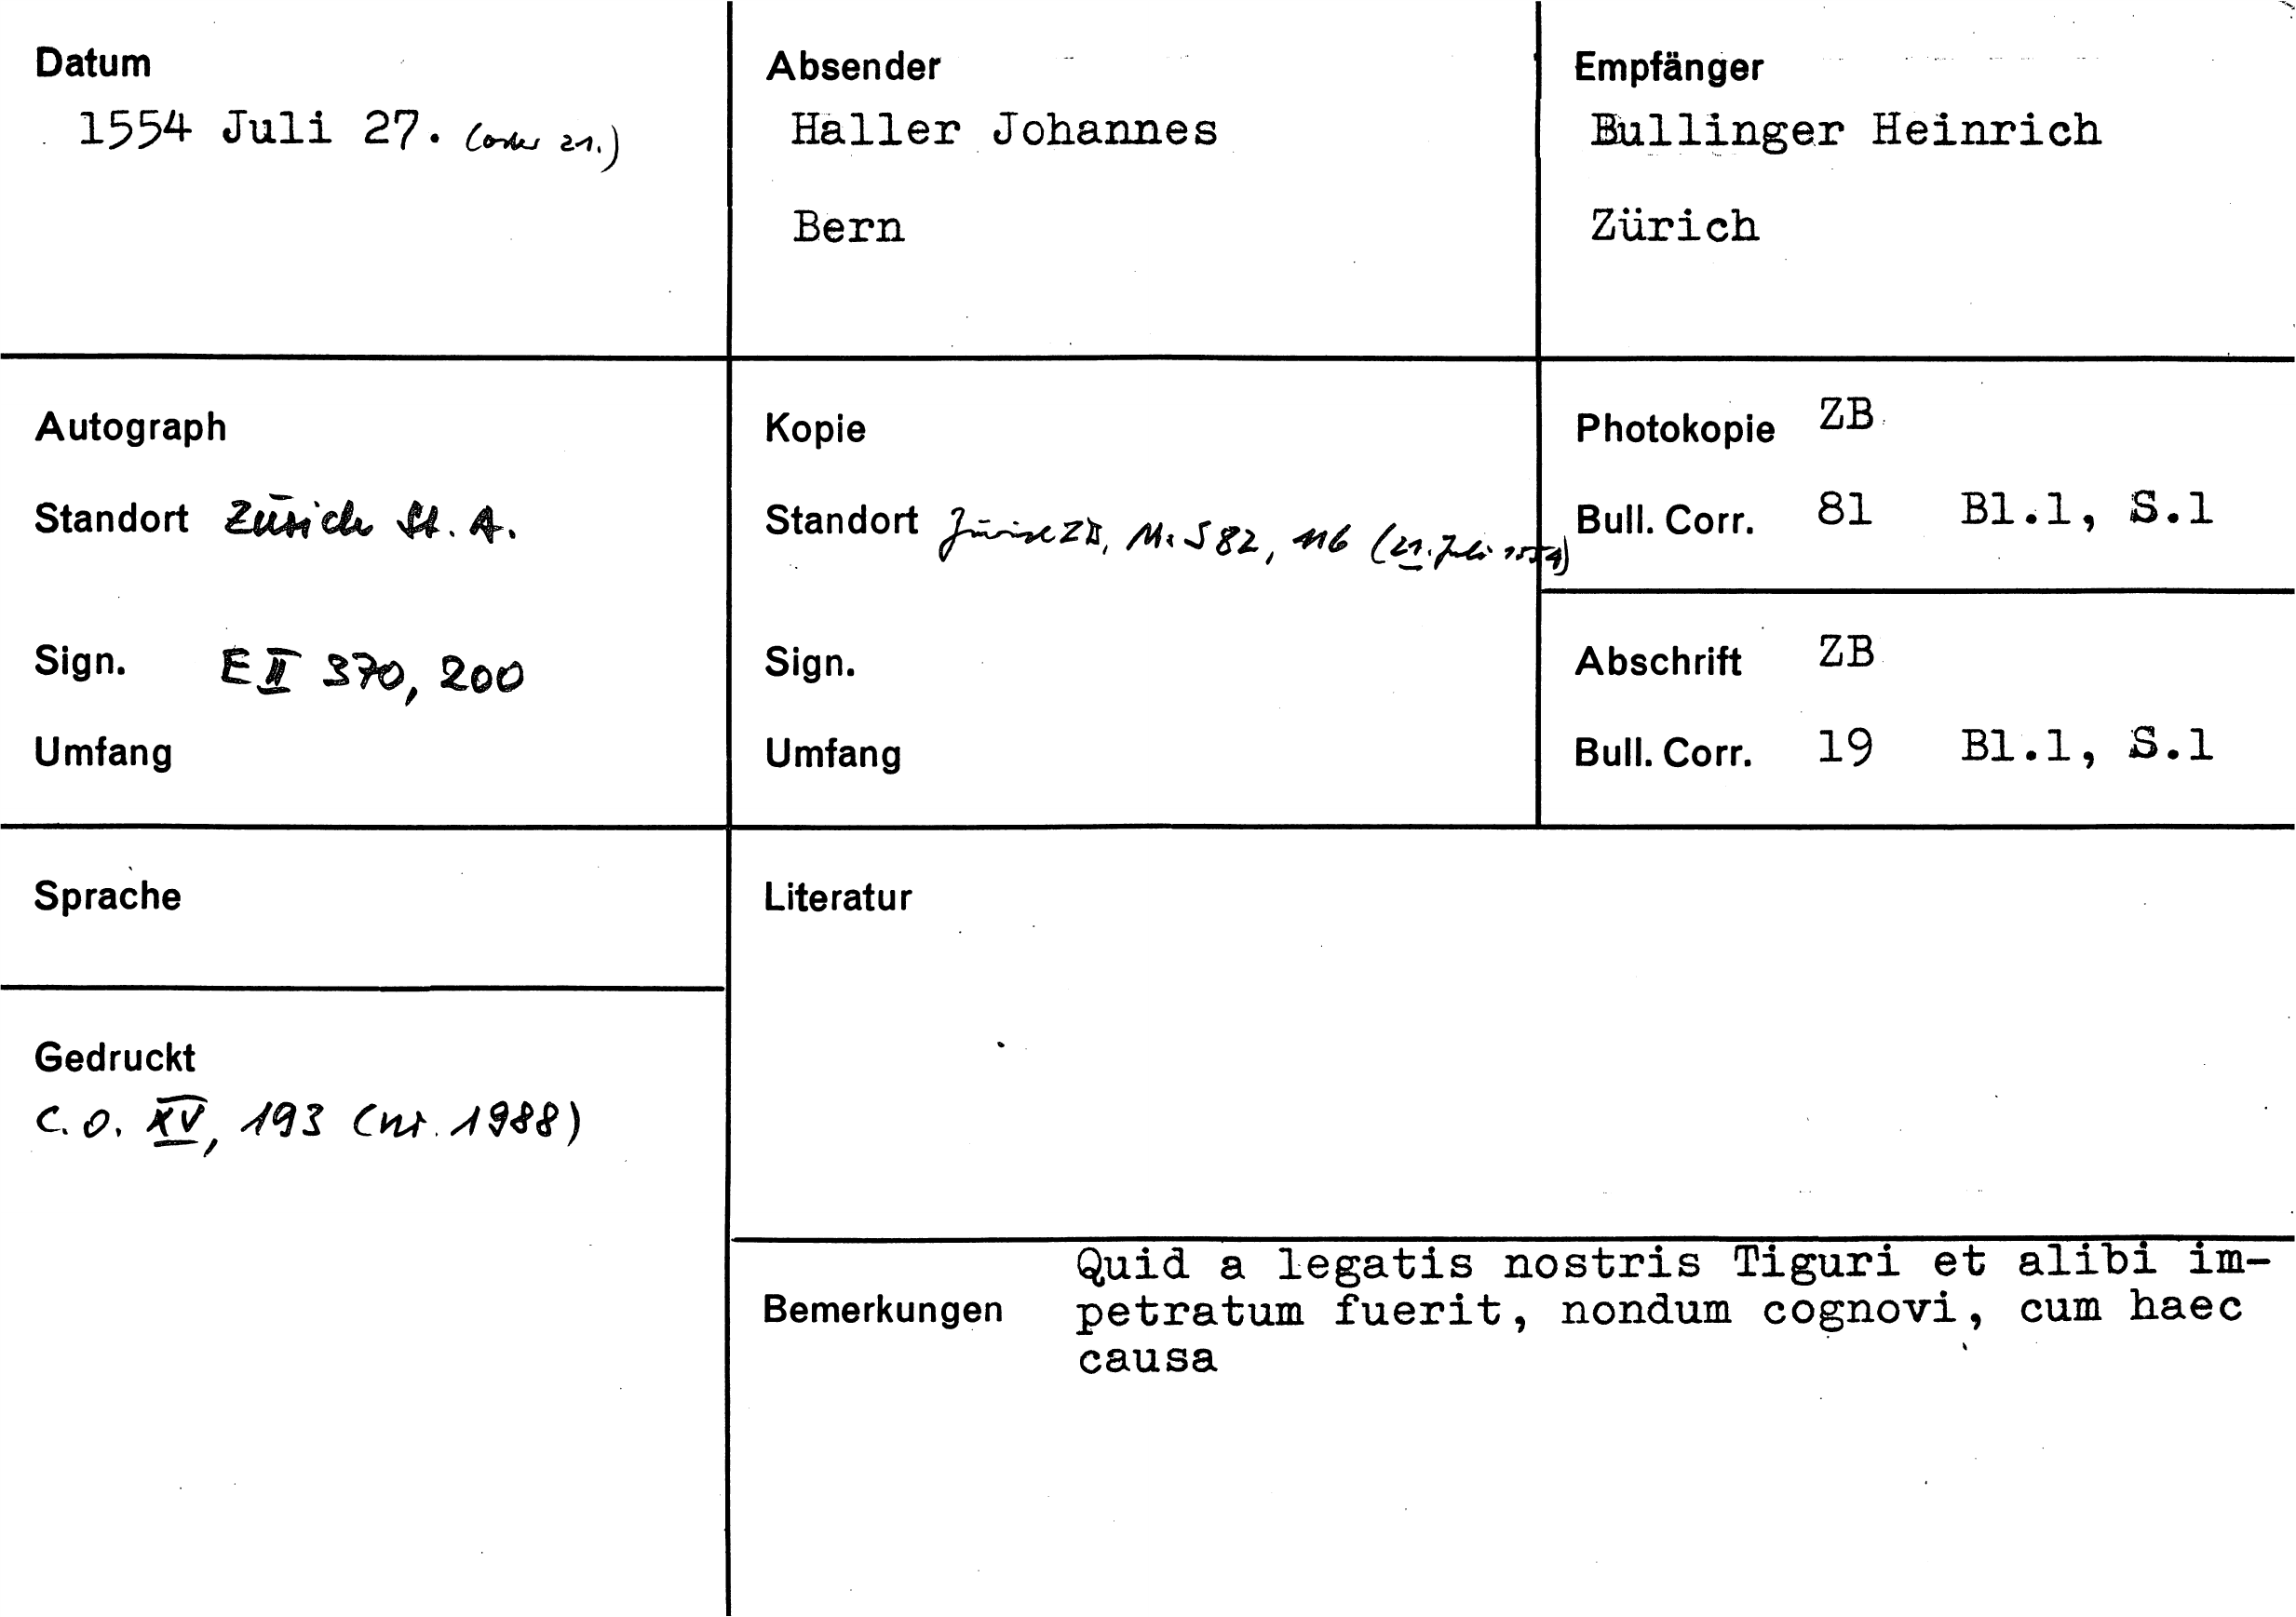 Datum
1554 Juli 27. (oder 21.)
Absender
Haller Johannes
Bern
Empfänger
Bullinger Heinrich
Zürich
Autograph
Standort Zürich St. A.
Sign. E II 370, 200
Umfang
Kopie
Standort Zürich ZB, Ms S 82, 116 (21. Juli 1554)
Sign.
Umfang
Photokopie ZB
Bull. Corr. 81 Bl.1, S.1
Abschrift ZB
Bull. Corr. 19 Bl.1, S.1
Sprache
Literatur
Gedruckt
C. O. XV, 193 (nr. 1988)
Bemerkungen
Quid a legatis nostris Tiguri et alibi im-
petratum fuerit, nondum cognovi, cum haec
causa